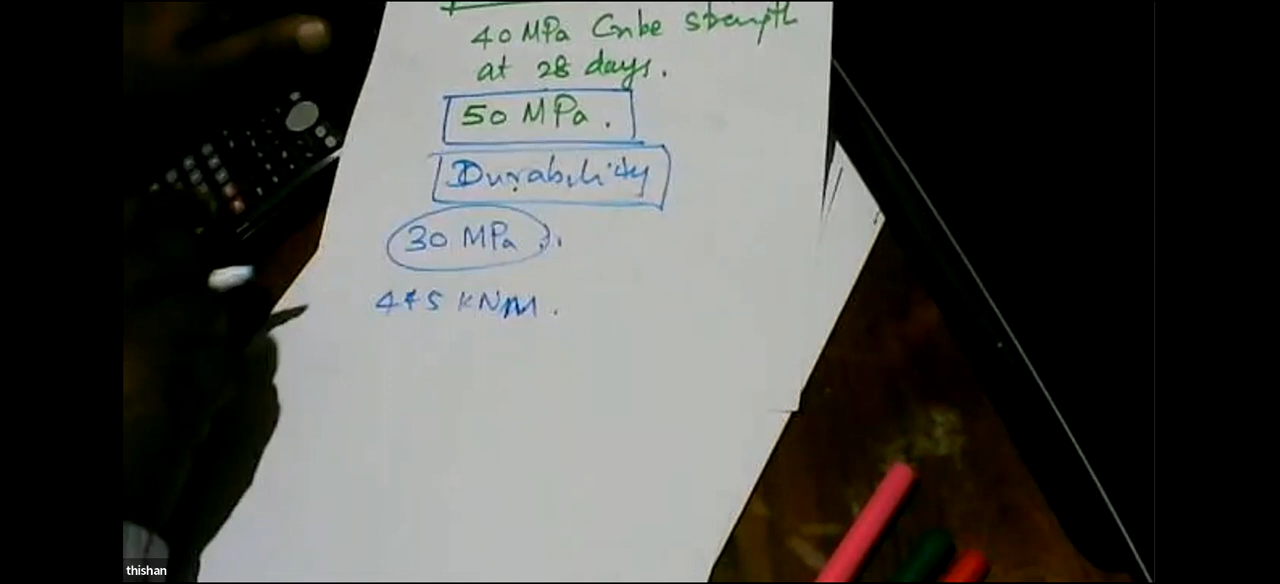 40 MPa Cube strength
at 28 days.
50 MPa.
Durability
30 MPa
445 KNM.
thishan